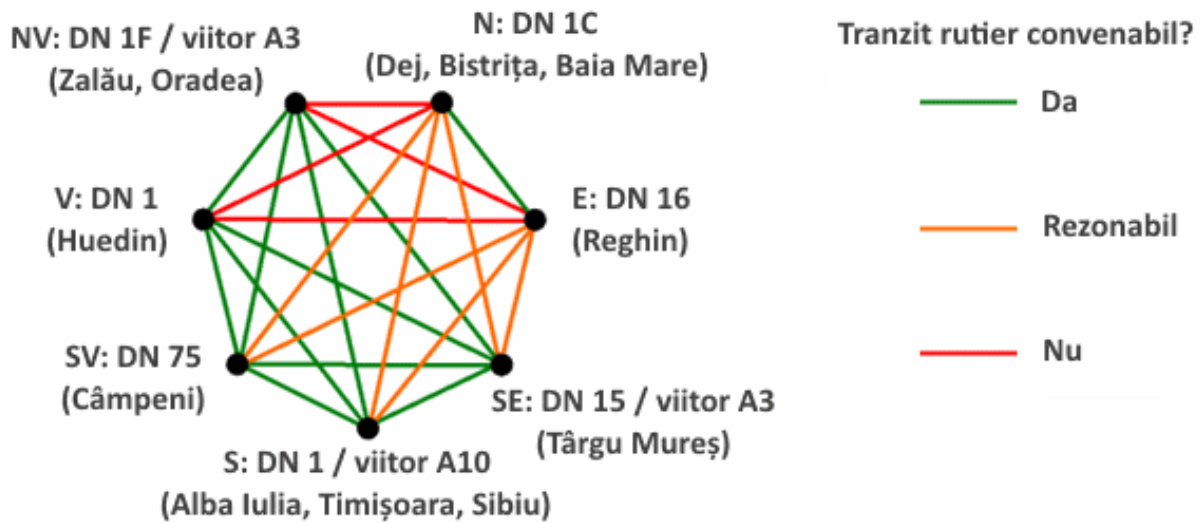 NV: DN 1F / viitor A3
(Zalău, Oradea)
N: DN 1C
(Dej, Bistrița, Baia Mare)
Tranzit rutier convenabil?
Da
V: DN 1
(Huedin)
E: DN 16
(Reghin)
Rezonabil
SV: DN 75
(Câmpeni)
SE: DN 15 / viitor A3
(Târgu Mureș)
Nu
S: DN 1 / viitor A10
(Alba Iulia, Timișoara, Sibiu)